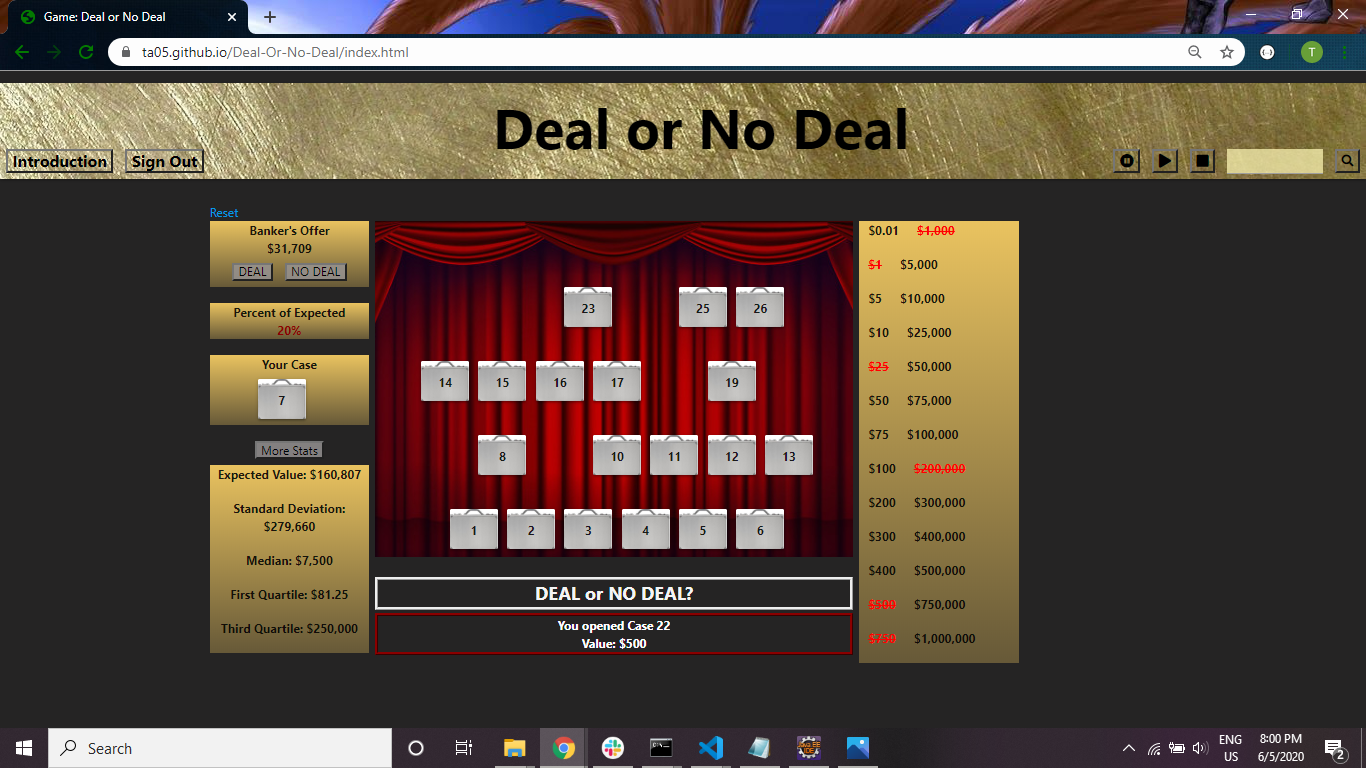 Game: Deal or No Deal
ta05.github.io/Deal-Or-No-Deal/index.html
T
Deal or No Deal
Introduction
Sign Out
Reset
Banker's Offer
$31,709
DEAL
NO DEAL
Percent of Expected
20%
Your Case
7
More Stats
Expected Value: $160,807
Standard Deviation:
$279,660
Median: $7,500
First Quartile: $81.25
Third Quartile: $250,000
23 25 26
14 15 16 17 19
8 10 11 12 13
1 2 3 4 5 6
DEAL or NO DEAL?
You opened Case 22
Value: $500
$0.01 $1,000
$1 $5,000
$5 $10,000
$10 $25,000
$25 $50,000
$50 $75,000
$75 $100,000
$100 $200,000
$200 $300,000
$300 $400,000
$400 $500,000
$500 $750,000
$750 $1,000,000
Search
ENG
US
8:00 PM
6/5/2020
2